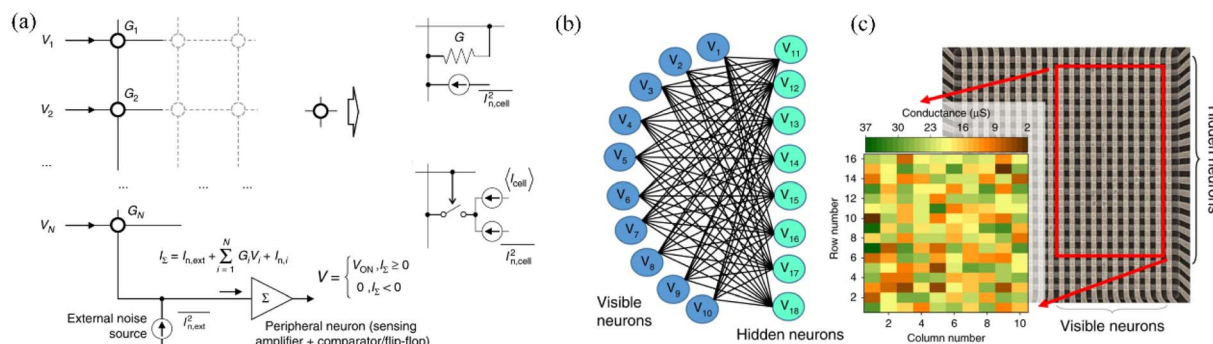 (a)
V1
G1
V2
G2
...
...
...
VN
GN
IΣ = In,ext + Σ i = 1 N GiVi + In,i
External noise
source
I²n,ext
Σ
V = { VON , IΣ ≥ 0
0 , IΣ < 0
Peripheral neuron (sensing
amplifier + comparator/flip-flop)
G
I²n,cell
⟨Icell⟩
I²n,cell
(b)
V1
V2
V3
V4
V5
V6
V7
V8
V9
V10
V11
V12
V13
V14
V15
V16
V17
V18
Visible
neurons
Hidden neurons
(c)
Conductance (μS)
37 30 23 16 9 2
Row number
16
14
12
10
8
6
4
2
2 4 6 8 10
Column number
Visible neurons
Hidden neurons